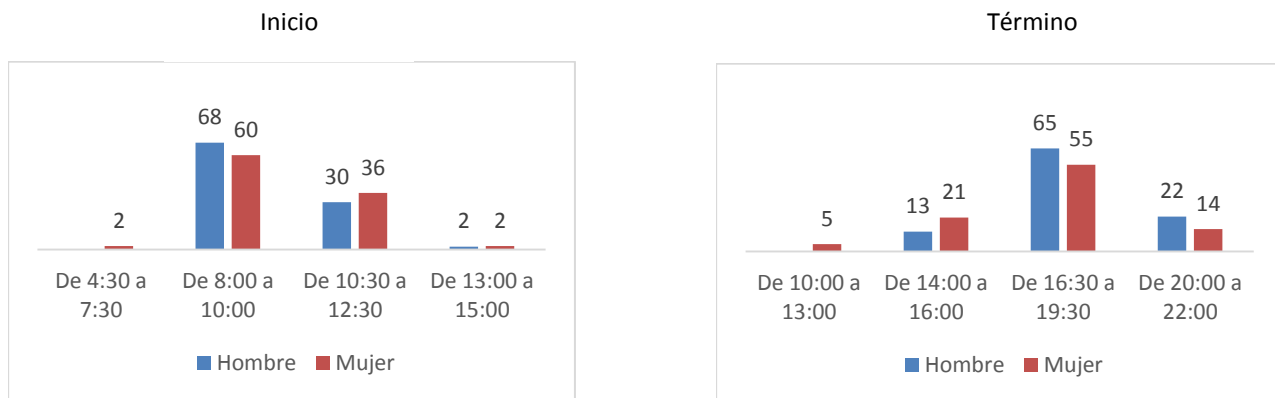 Inicio
68
60
30
36
2
2
2
De 4:30 a
7:30
De 8:00 a
10:00
De 10:30 a
12:30
De 13:00 a
15:00
Hombre
Mujer
Término
65
55
22
21
13
14
5
De 10:00 a
13:00
De 14:00 a
16:00
De 16:30 a
19:30
De 20:00 a
22:00
Hombre
Mujer